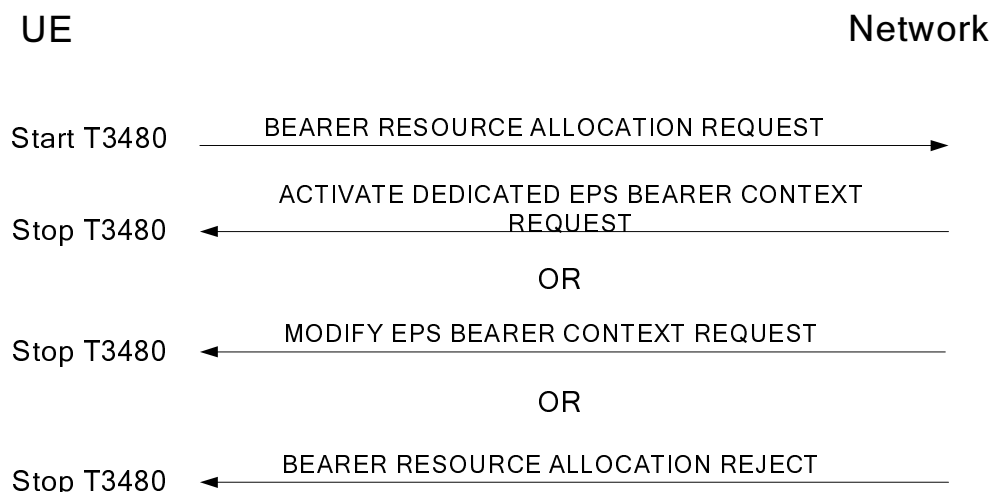 UE Network
Start T3480 BEARER RESOURCE ALLOCATION REQUEST
ACTIVATE DEDICATED EPS BEARER CONTEXT
REQUEST
Stop T3480
OR
Stop T3480 MODIFY EPS BEARER CONTEXT REQUEST
OR
Stop T3480 BEARER RESOURCE ALLOCATION REJECT